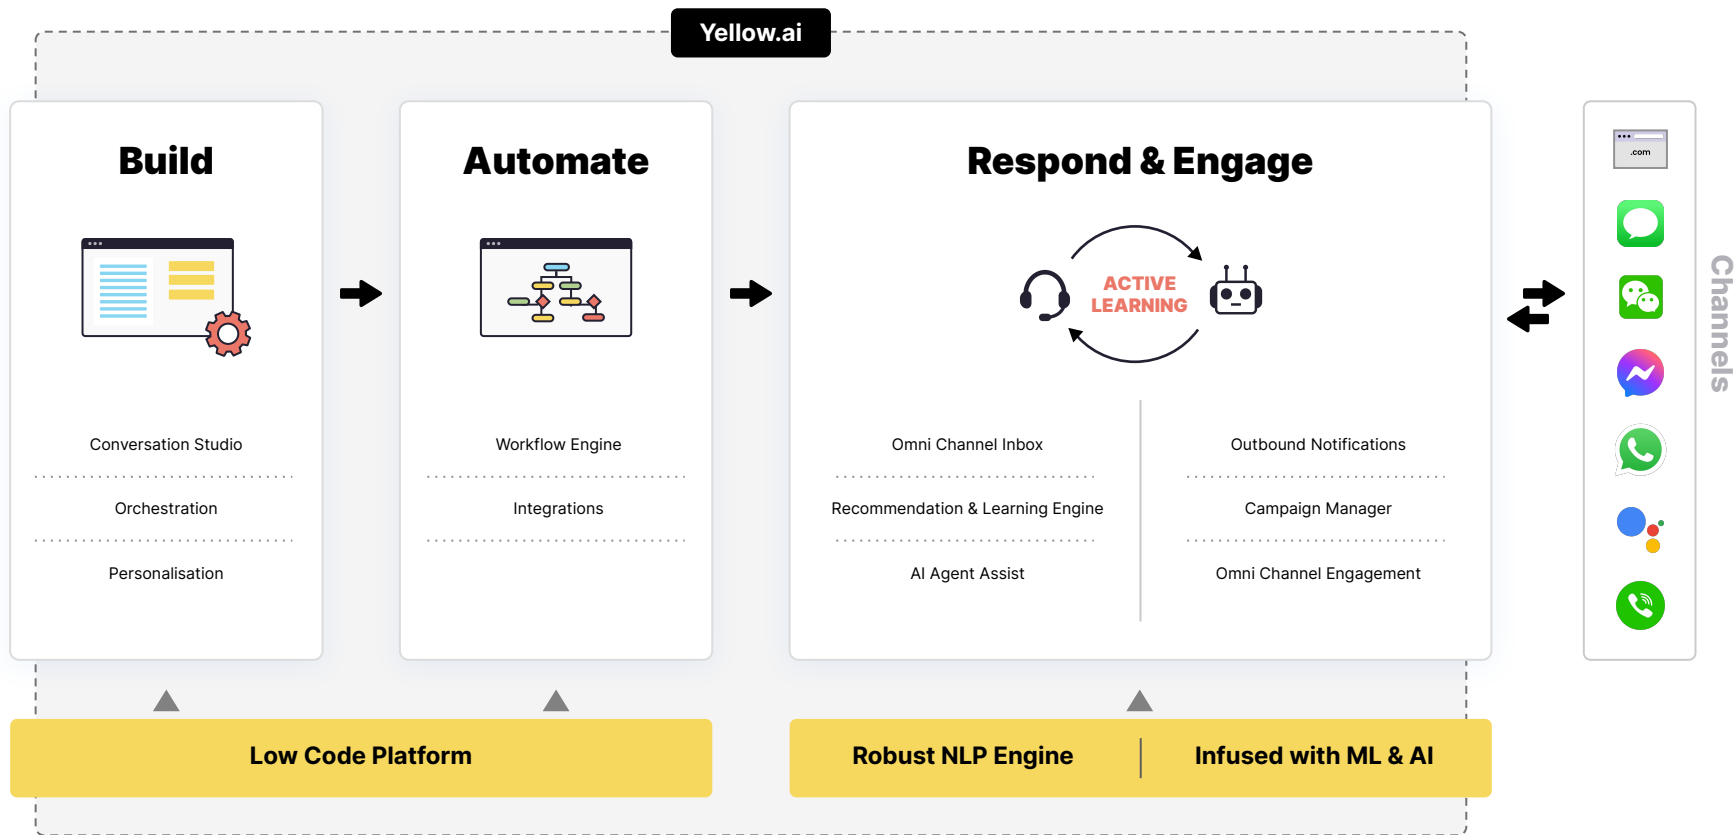 Yellow.ai
Build
Conversation Studio
Orchestration
Personalisation
Automate
Workflow Engine
Integrations
Respond & Engage
ACTIVE
LEARNING
Omni Channel Inbox
Recommendation & Learning Engine
AI Agent Assist
Outbound Notifications
Campaign Manager
Omni Channel Engagement
.com
Channels
Low Code Platform
Robust NLP Engine
Infused with ML & AI